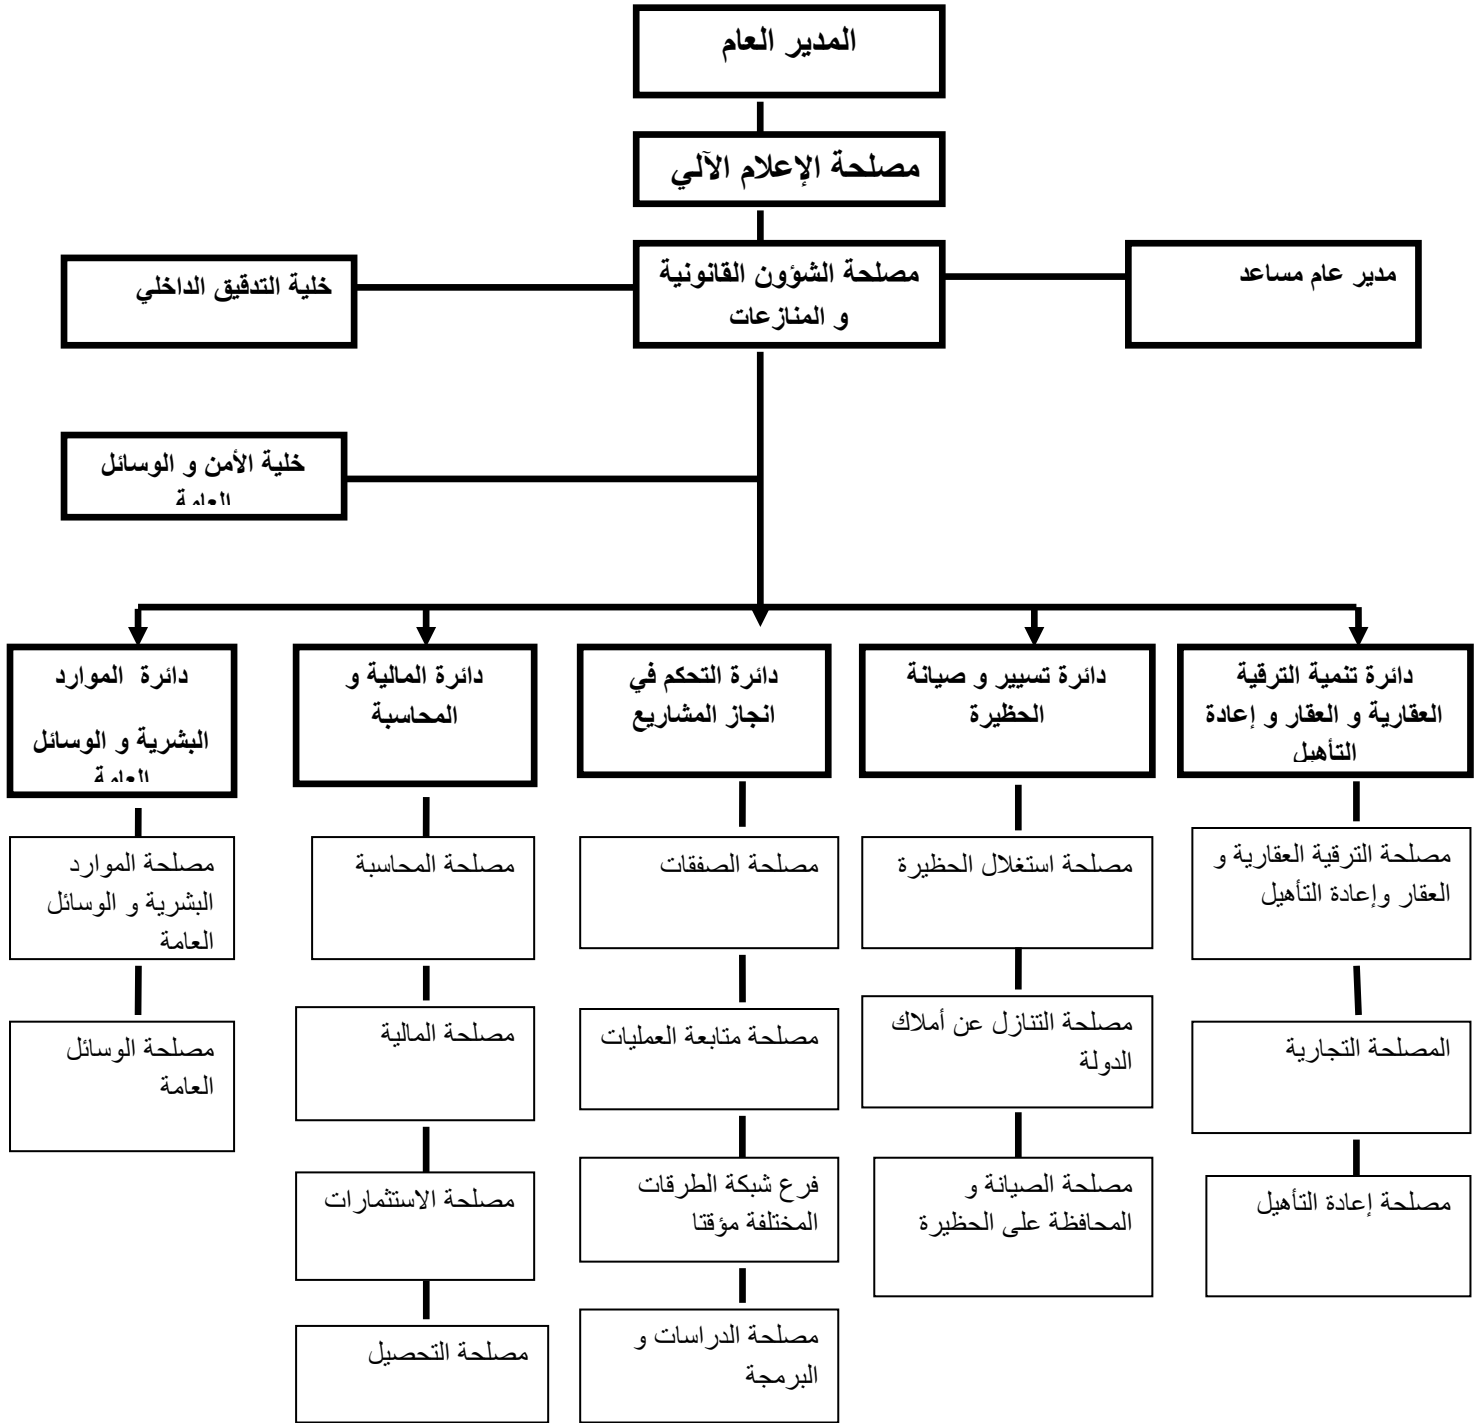 المدير العام
مصلحة الإعلام الآلي
مصلحة الشؤون القانونية
و المنازعات
مدير عام مساعد
خلية التدقيق الداخلي
خلية الأمن و الوسائل
العامة
دائرة تنمية الترقية
العقارية و العقار و إعادة
التأهيل
دائرة تسيير و صيانة
الحظيرة
دائرة التحكم في
انجاز المشاريع
دائرة المالية و
المحاسبة
دائرة الموارد
البشرية و الوسائل
العامة
مصلحة الترقية العقارية و
العقار وإعادة التأهيل
مصلحة استغلال الحظيرة
مصلحة الصفقات
مصلحة المحاسبة
مصلحة الموارد
البشرية و الوسائل
العامة
المصلحة التجارية
مصلحة التنازل عن أملاك
الدولة
مصلحة متابعة العمليات
مصلحة المالية
مصلحة الوسائل
العامة
مصلحة إعادة التأهيل
مصلحة الصيانة و
المحافظة على الحظيرة
فرع شبكة الطرقات
المختلفة مؤقتا
مصلحة الاستثمارات
مصلحة الدراسات و
البرمجة
مصلحة التحصيل